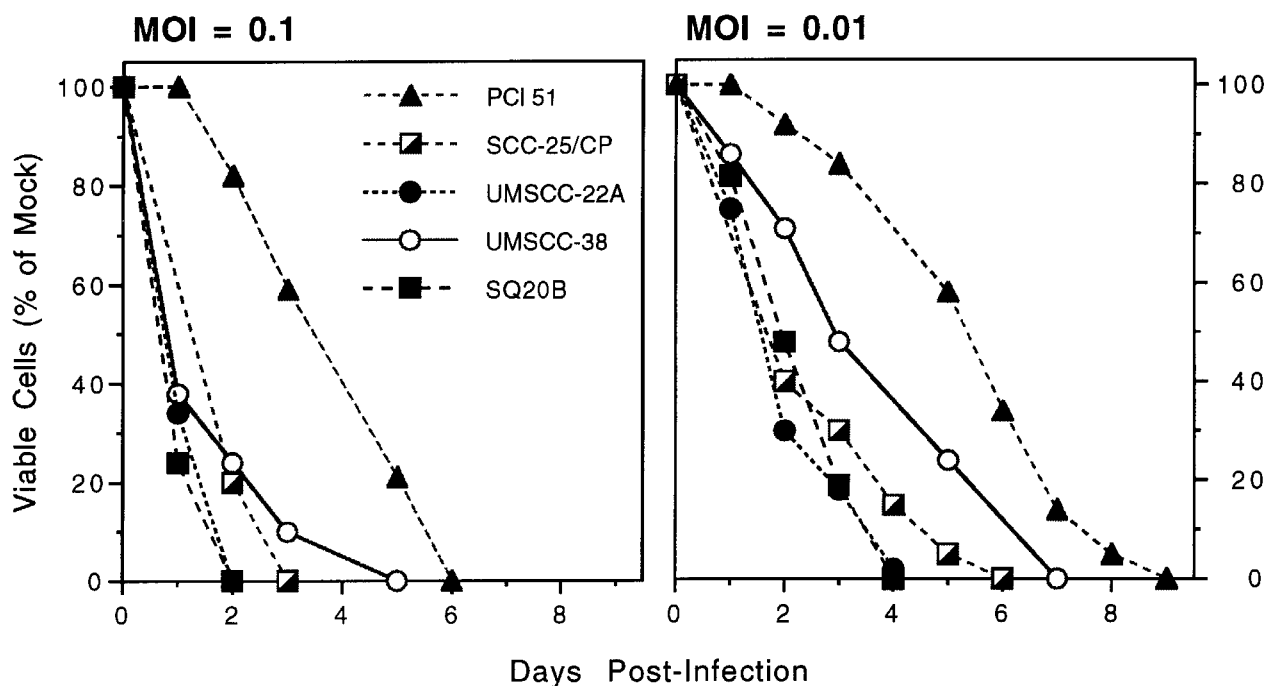 MOI = 0.1
MOI = 0.01
Viable Cells (% of Mock)
100
80
60
40
20
0
PCI 51
SCC-25/CP
UMSCC-22A
UMSCC-38
SQ20B
0 2 4 6 8
100
80
60
40
20
0
0 2 4 6 8
Days Post-Infection